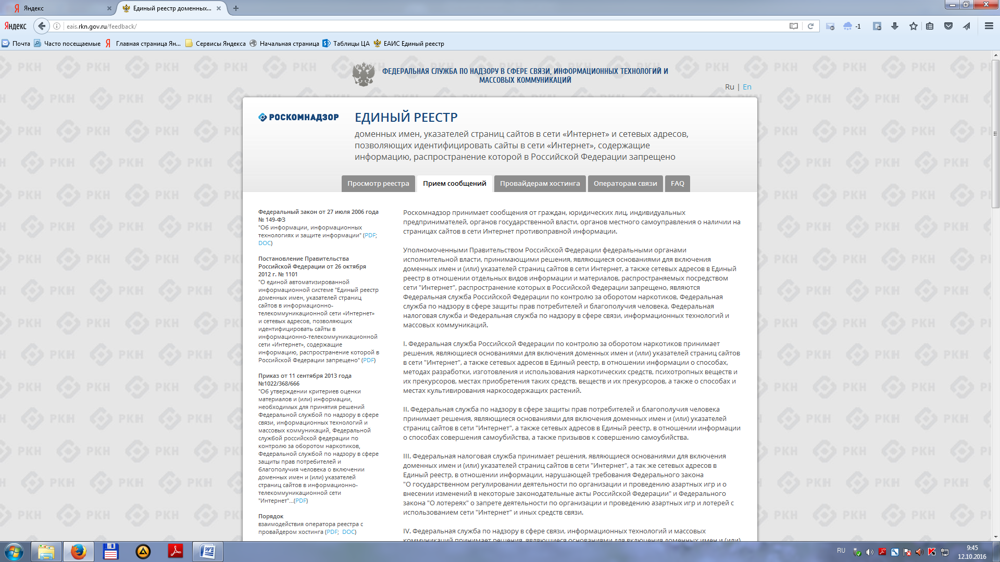 Яндекс
Единый реестр доменных...
Яндекс
eais.rkn.gov.ru/feedback/
-1
Почта
Часто посещаемые
Главная страница Ян...
Сервисы Яндекса
Начальная страница
Таблицы ЦА
ЕАИС Единый реестр
ФЕДЕРАЛЬНАЯ СЛУЖБА ПО НАДЗОРУ В СФЕРЕ СВЯЗИ, ИНФОРМАЦИОННЫХ ТЕХНОЛОГИЙ И
МАССОВЫХ КОММУНИКАЦИЙ
Ru | En
РОСКОМНАДЗОР
ЕДИНЫЙ РЕЕСТР
доменных имен, указателей страниц сайтов в сети «Интернет» и сетевых адресов,
позволяющих идентифицировать сайты в сети «Интернет», содержащие
информацию, распространение которой в Российской Федерации запрещено
Просмотр реестра
Прием сообщений
Провайдерам хостинга
Операторам связи
FAQ
Федеральный закон от 27 июля 2006 года
№ 149-ФЗ
"Об информации, информационных
технологиях и защите информации" (PDF;
DOC)
Постановление Правительства
Российской Федерации от 26 октября
2012 г. № 1101
"О единой автоматизированной
информационной системе "Единый реестр
доменных имен, указателей страниц
сайтов в информационно-
телекоммуникационной сети «Интернет»
и сетевых адресов, позволяющих
идентифицировать сайты в
информационно-телекоммуникационной
сети «Интернет», содержащие
информацию, распространение которой в
Российской Федерации запрещено" (PDF)
Приказ от 11 сентября 2013 года
№1022/368/666
"Об утверждении критериев оценки
материалов и (или) информации,
необходимых для принятия решений
Федеральной службой по надзору в сфере
связи, информационных технологий и
массовых коммуникаций, Федеральной
службой российской федерации по
контролю за оборотом наркотиков,
Федеральной службой по надзору в сфере
защиты прав потребителей и
благополучия человека о включении
доменных имен и (или) указателей
страниц сайтов в информационно-
телекоммуникационной сети
"Интернет"...(PDF)
Порядок
взаимодействия оператора реестра с
провайдером хостинга (PDF; DOC)
Роскомнадзор принимает сообщения от граждан, юридических лиц, индивидуальных
предпринимателей, органов государственной власти, органов местного самоуправления о наличии на
страницах сайтов в сети Интернет противоправной информации.
Уполномоченными Правительством Российской Федерации федеральными органами
исполнительной власти, принимающими решения, являющиеся основаниями для включения
доменных имен и (или) указателей страниц сайтов в сети Интернет, а также сетевых адресов в Единый
реестр в отношении отдельных видов информации и материалов, распространяемых посредством
сети "Интернет", распространение которых в Российской Федерации запрещено, являются
Федеральная служба Российской Федерации по контролю за оборотом наркотиков, Федеральная
служба по надзору в сфере защиты прав потребителей и благополучия человека, Федеральная
налоговая служба и Федеральная служба по надзору в сфере связи, информационных технологий и
массовых коммуникаций.
I. Федеральная служба Российской Федерации по контролю за оборотом наркотиков принимает
решения, являющиеся основаниями для включения доменных имен и (или) указателей страниц сайтов
в сети "Интернет", а также сетевых адресов в Единый реестр, в отношении информации о способах,
методах разработки, изготовления и использования наркотических средств, психотропных веществ и
их прекурсоров, местах приобретения таких средств, веществ и их прекурсоров, а также о способах и
местах культивирования наркосодержащих растений.
II. Федеральная служба по надзору в сфере защиты прав потребителей и благополучия человека
принимает решения, являющиеся основаниями для включения доменных имен и (или) указателей
страниц сайтов в сети "Интернет", а также сетевых адресов в Единый реестр, в отношении информации
о способах совершения самоубийства, а также призывов к совершению самоубийства.
III. Федеральная налоговая служба принимает решения, являющиеся основаниями для включения
доменных имен и (или) указателей страниц сайтов в сети "Интернет", а так же сетевых адресов в
Единый реестр, в отношении информации, нарушающей требования Федерального закона
"О государственном регулировании деятельности по организации и проведению азартных игр и о
внесении изменений в некоторые законодательные акты Российской Федерации" и Федерального
закона "О лотереях" о запрете деятельности по организации и проведению азартных игр и лотерей с
использованием сети "Интернет" и иных средств связи.
IV. Федеральная служба по надзору в сфере связи, информационных технологий и массовых
коммуникаций принимает решения, являющиеся основаниями для включения доменных имен и (или)
RU
9:45
12.10.2016